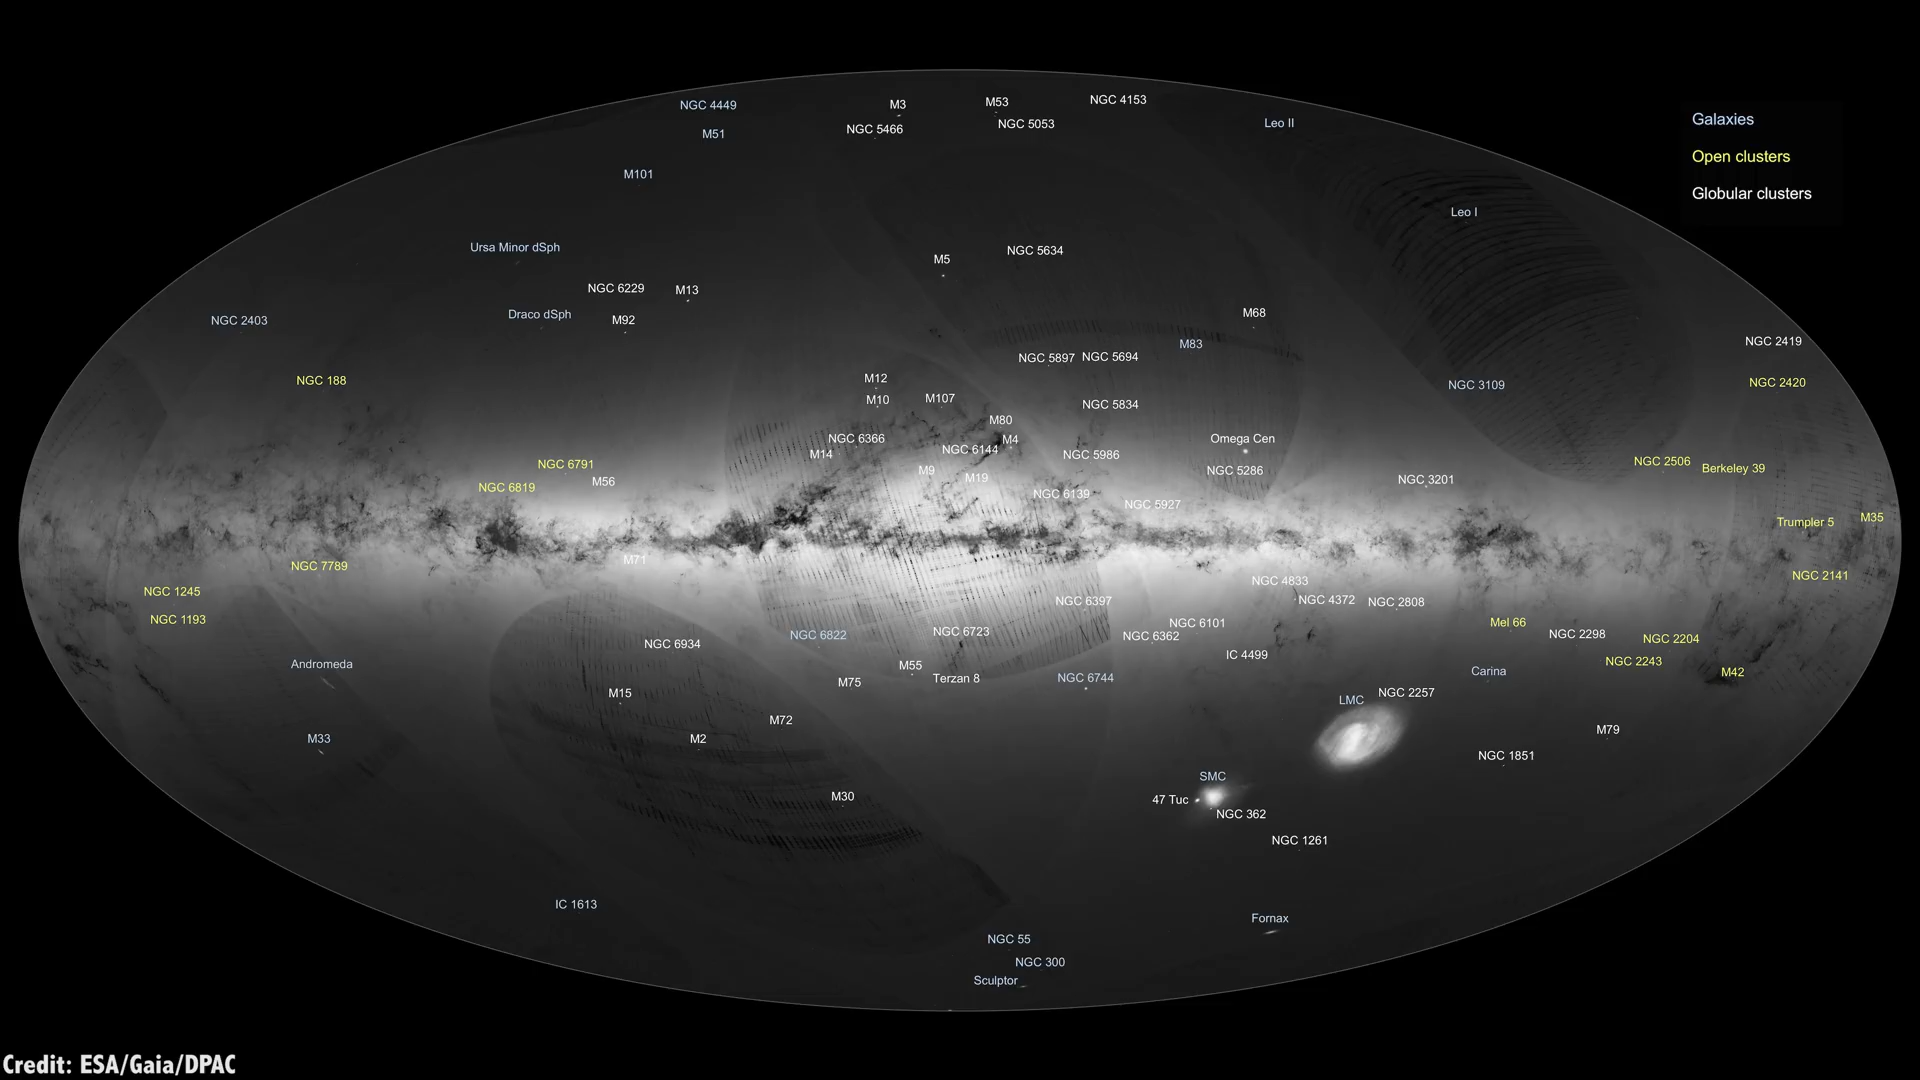 NGC 4449
M3
M53
NGC 4153
M51
NGC 5466
NGC 5053
Leo II
Galaxies
Open clusters
Globular clusters
M101
Leo I
Ursa Minor dSph
M5
NGC 5634
NGC 6229
M13
NGC 2403
Draco dSph
M92
M68
M83
NGC 2419
NGC 188
M12
NGC 5897
NGC 5694
NGC 3109
NGC 2420
M10
M107
NGC 5834
M80
NGC 6366
M4
Omega Cen
M14
NGC 6144
NGC 5986
NGC 6791
M9
NGC 5286
NGC 2506
Berkeley 39
NGC 6819
M56
M19
NGC 3201
NGC 6139
NGC 5927
Trumpler 5
M35
NGC 7789
M71
NGC 4833
NGC 2141
NGC 1245
NGC 6397
NGC 4372
NGC 2808
NGC 1193
NGC 6822
NGC 6723
NGC 6101
NGC 6362
Mel 66
NGC 2298
NGC 2204
NGC 6934
IC 4499
NGC 2243
Andromeda
M55
Terzan 8
NGC 6744
Carina
M42
M15
M75
LMC
NGC 2257
M33
M72
M2
M79
NGC 1851
SMC
M30
47 Tuc
NGC 362
NGC 1261
IC 1613
Fornax
NGC 55
NGC 300
Sculptor
Credit: ESA/Gaia/DPAC